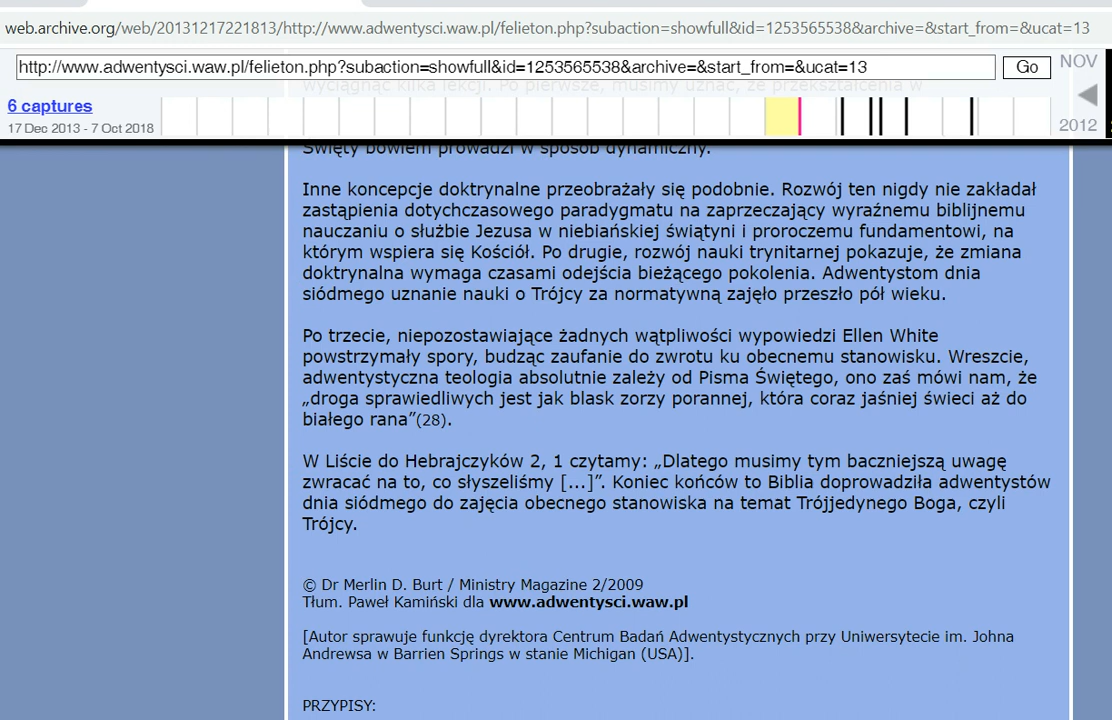 web.archive.org/web/20131217221813/http://www.adwentysci.waw.pl/felieton.php?subaction=showfull&id=1253565538&archive=&start_from=&ucat=13
http://www.adwentysci.waw.pl/felieton.php?subaction=showfull&id=1253565538&archive=&start_from=&ucat=13
Go
NOV
wyciągnąć kilka lekcji. Po pierwsze, musimy uznać, że przekształcenia w
6 captures
17 Dec 2013 - 7 Oct 2018
2012
Święty bowiem prowadzi w sposób dynamiczny.
Inne koncepcje doktrynalne przeobrażały się podobnie. Rozwój ten nigdy nie zakładał
zastąpienia dotychczasowego paradygmatu na zaprzeczający wyraźnemu biblijnemu
nauczaniu o służbie Jezusa w niebiańskiej świątyni i proroczemu fundamentowi, na
którym wspiera się Kościół. Po drugie, rozwój nauki trynitarnej pokazuje, że zmiana
doktrynalna wymaga czasami odejścia bieżącego pokolenia. Adwentystom dnia
siódmego uznanie nauki o Trójcy za normatywną zajęło przeszło pół wieku.
Po trzecie, niepozostawiające żadnych wątpliwości wypowiedzi Ellen White
powstrzymały spory, budząc zaufanie do zwrotu ku obecnemu stanowisku. Wreszcie,
adwentystyczna teologia absolutnie zależy od Pisma Świętego, ono zaś mówi nam, że
„droga sprawiedliwych jest jak blask zorzy porannej, która coraz jaśniej świeci aż do
białego rana”(28).
W Liście do Hebrajczyków 2, 1 czytamy: „Dlatego musimy tym baczniejszą uwagę
zwracać na to, co słyszeliśmy [...]”. Koniec końców to Biblia doprowadziła adwentystów
dnia siódmego do zajęcia obecnego stanowiska na temat Trójjedynego Boga, czyli
Trójcy.
© Dr Merlin D. Burt / Ministry Magazine 2/2009
Tłum. Paweł Kamiński dla www.adwentysci.waw.pl
[Autor sprawuje funkcję dyrektora Centrum Badań Adwentystycznych przy Uniwersytecie im. Johna
Andrewsa w Barrien Springs w stanie Michigan (USA)].
PRZYPISY: